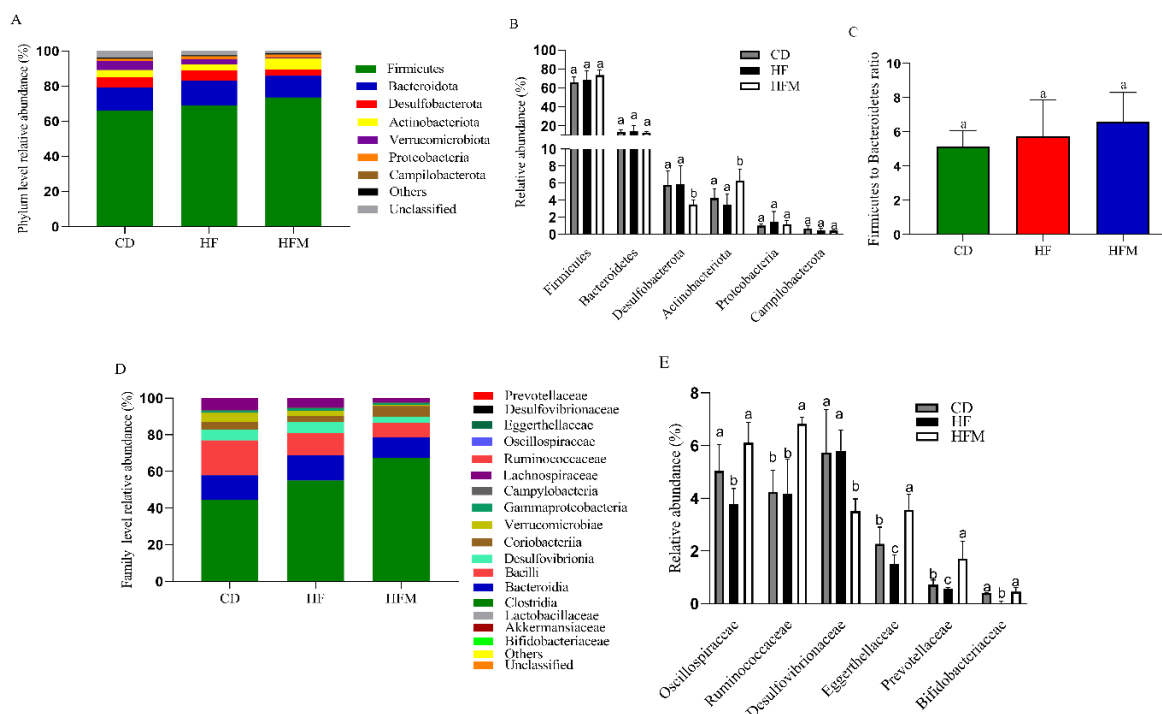 A
Phylum level relative abundance (%)
100
80
60
40
20
0
CD
HF
HFM
Firmicutes
Bacteroidota
Desulfobacterota
Actinobacteriota
Verrucomicrobiota
Proteobacteria
Campilobacterota
Others
Unclassified
B
Relative abundance (%)
100
80
60
40
20
10
8
6
4
2
0
a a a
a a a
a a b
a a b
a a a
a a a
CD
HF
HFM
Firmicutes
Bacteroidetes
Desulfobacterota
Actinobacteriota
Proteobacteria
Campilobacterota
C
Firmicutes to Bacteroidetes ratio
10
8
6
4
2
0
a
a
a
CD
HF
HFM
D
Family level relative abundance (%)
100
80
60
40
20
0
CD
HF
HFM
Prevotellaceae
Desulfovibrionaceae
Eggerthellaceae
Oscillospiraceae
Ruminococcaceae
Lachnospiraceae
Campylobacteria
Gammaproteobacteria
Verrucomicrobiae
Coriobacteriia
Desulfovibrionia
Bacilli
Bacteroidia
Clostridia
Lactobacillaceae
Akkermansiaceae
Bifidobacteriaceae
Others
Unclassified
E
Relative abundance (%)
8
6
4
2
0
a b a
b b a
a a b
b c a
b c a
a b a
CD
HF
HFM
Oscillospiraceae
Ruminococcaceae
Desulfovibrionaceae
Eggerthellaceae
Prevotellaceae
Bifidobacteriaceae